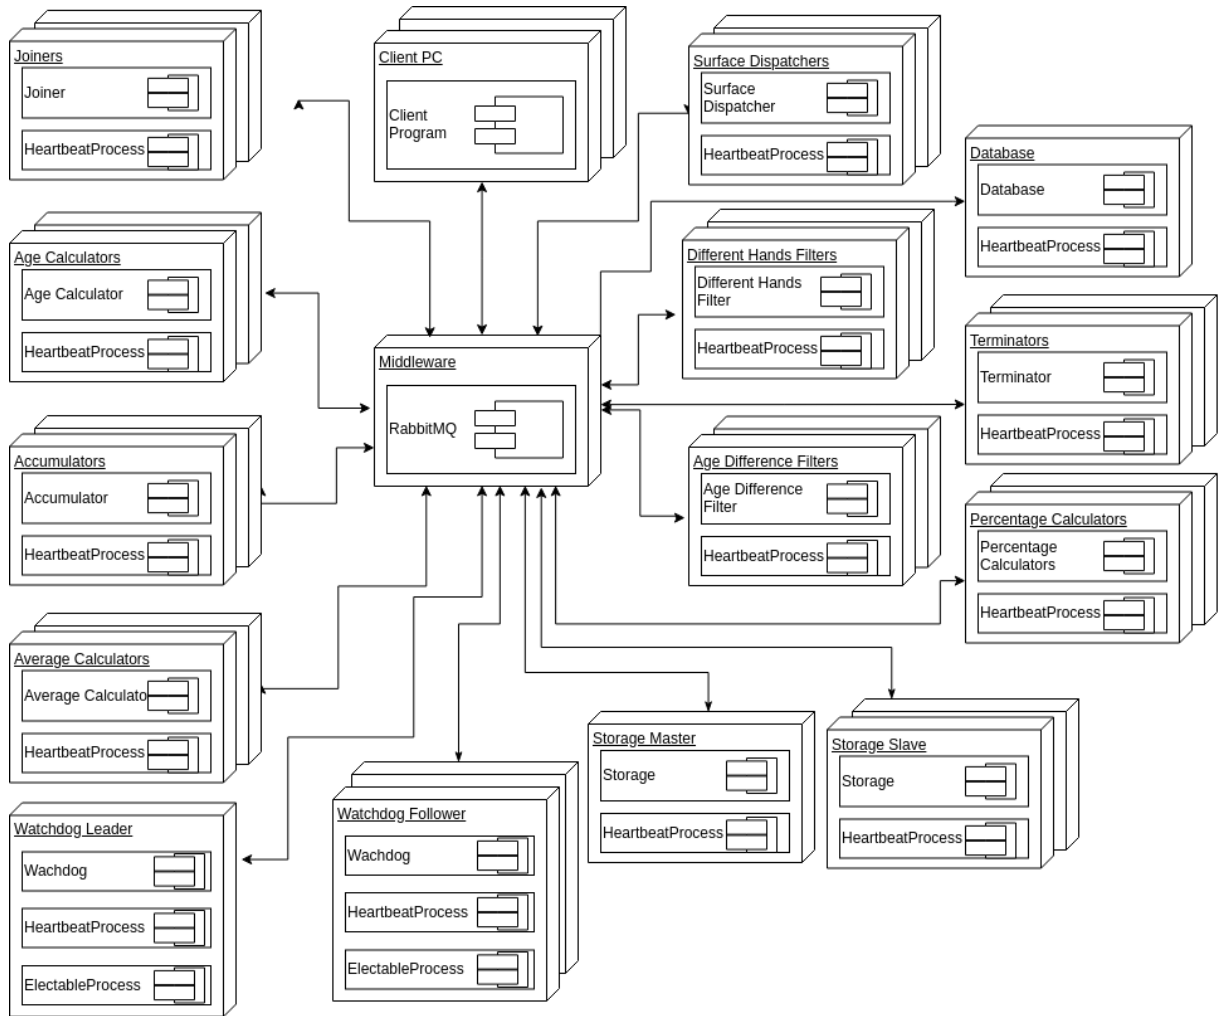 Joiners
Joiner
HeartbeatProcess
Client PC
Client
Program
Surface Dispatchers
Surface
Dispatcher
HeartbeatProcess
Database
Database
HeartbeatProcess
Age Calculators
Age Calculator
HeartbeatProcess
Different Hands Filters
Different Hands
Filter
HeartbeatProcess
Middleware
RabbitMQ
Terminators
Terminator
HeartbeatProcess
Accumulators
Accumulator
HeartbeatProcess
Age Difference Filters
Age Difference
Filter
HeartbeatProcess
Percentage Calculators
Percentage
Calculators
HeartbeatProcess
Average Calculators
Average Calculato
HeartbeatProcess
Storage Master
Storage
HeartbeatProcess
Storage Slave
Storage
HeartbeatProcess
Watchdog Leader
Wachdog
HeartbeatProcess
ElectableProcess
Watchdog Follower
Wachdog
HeartbeatProcess
ElectableProcess